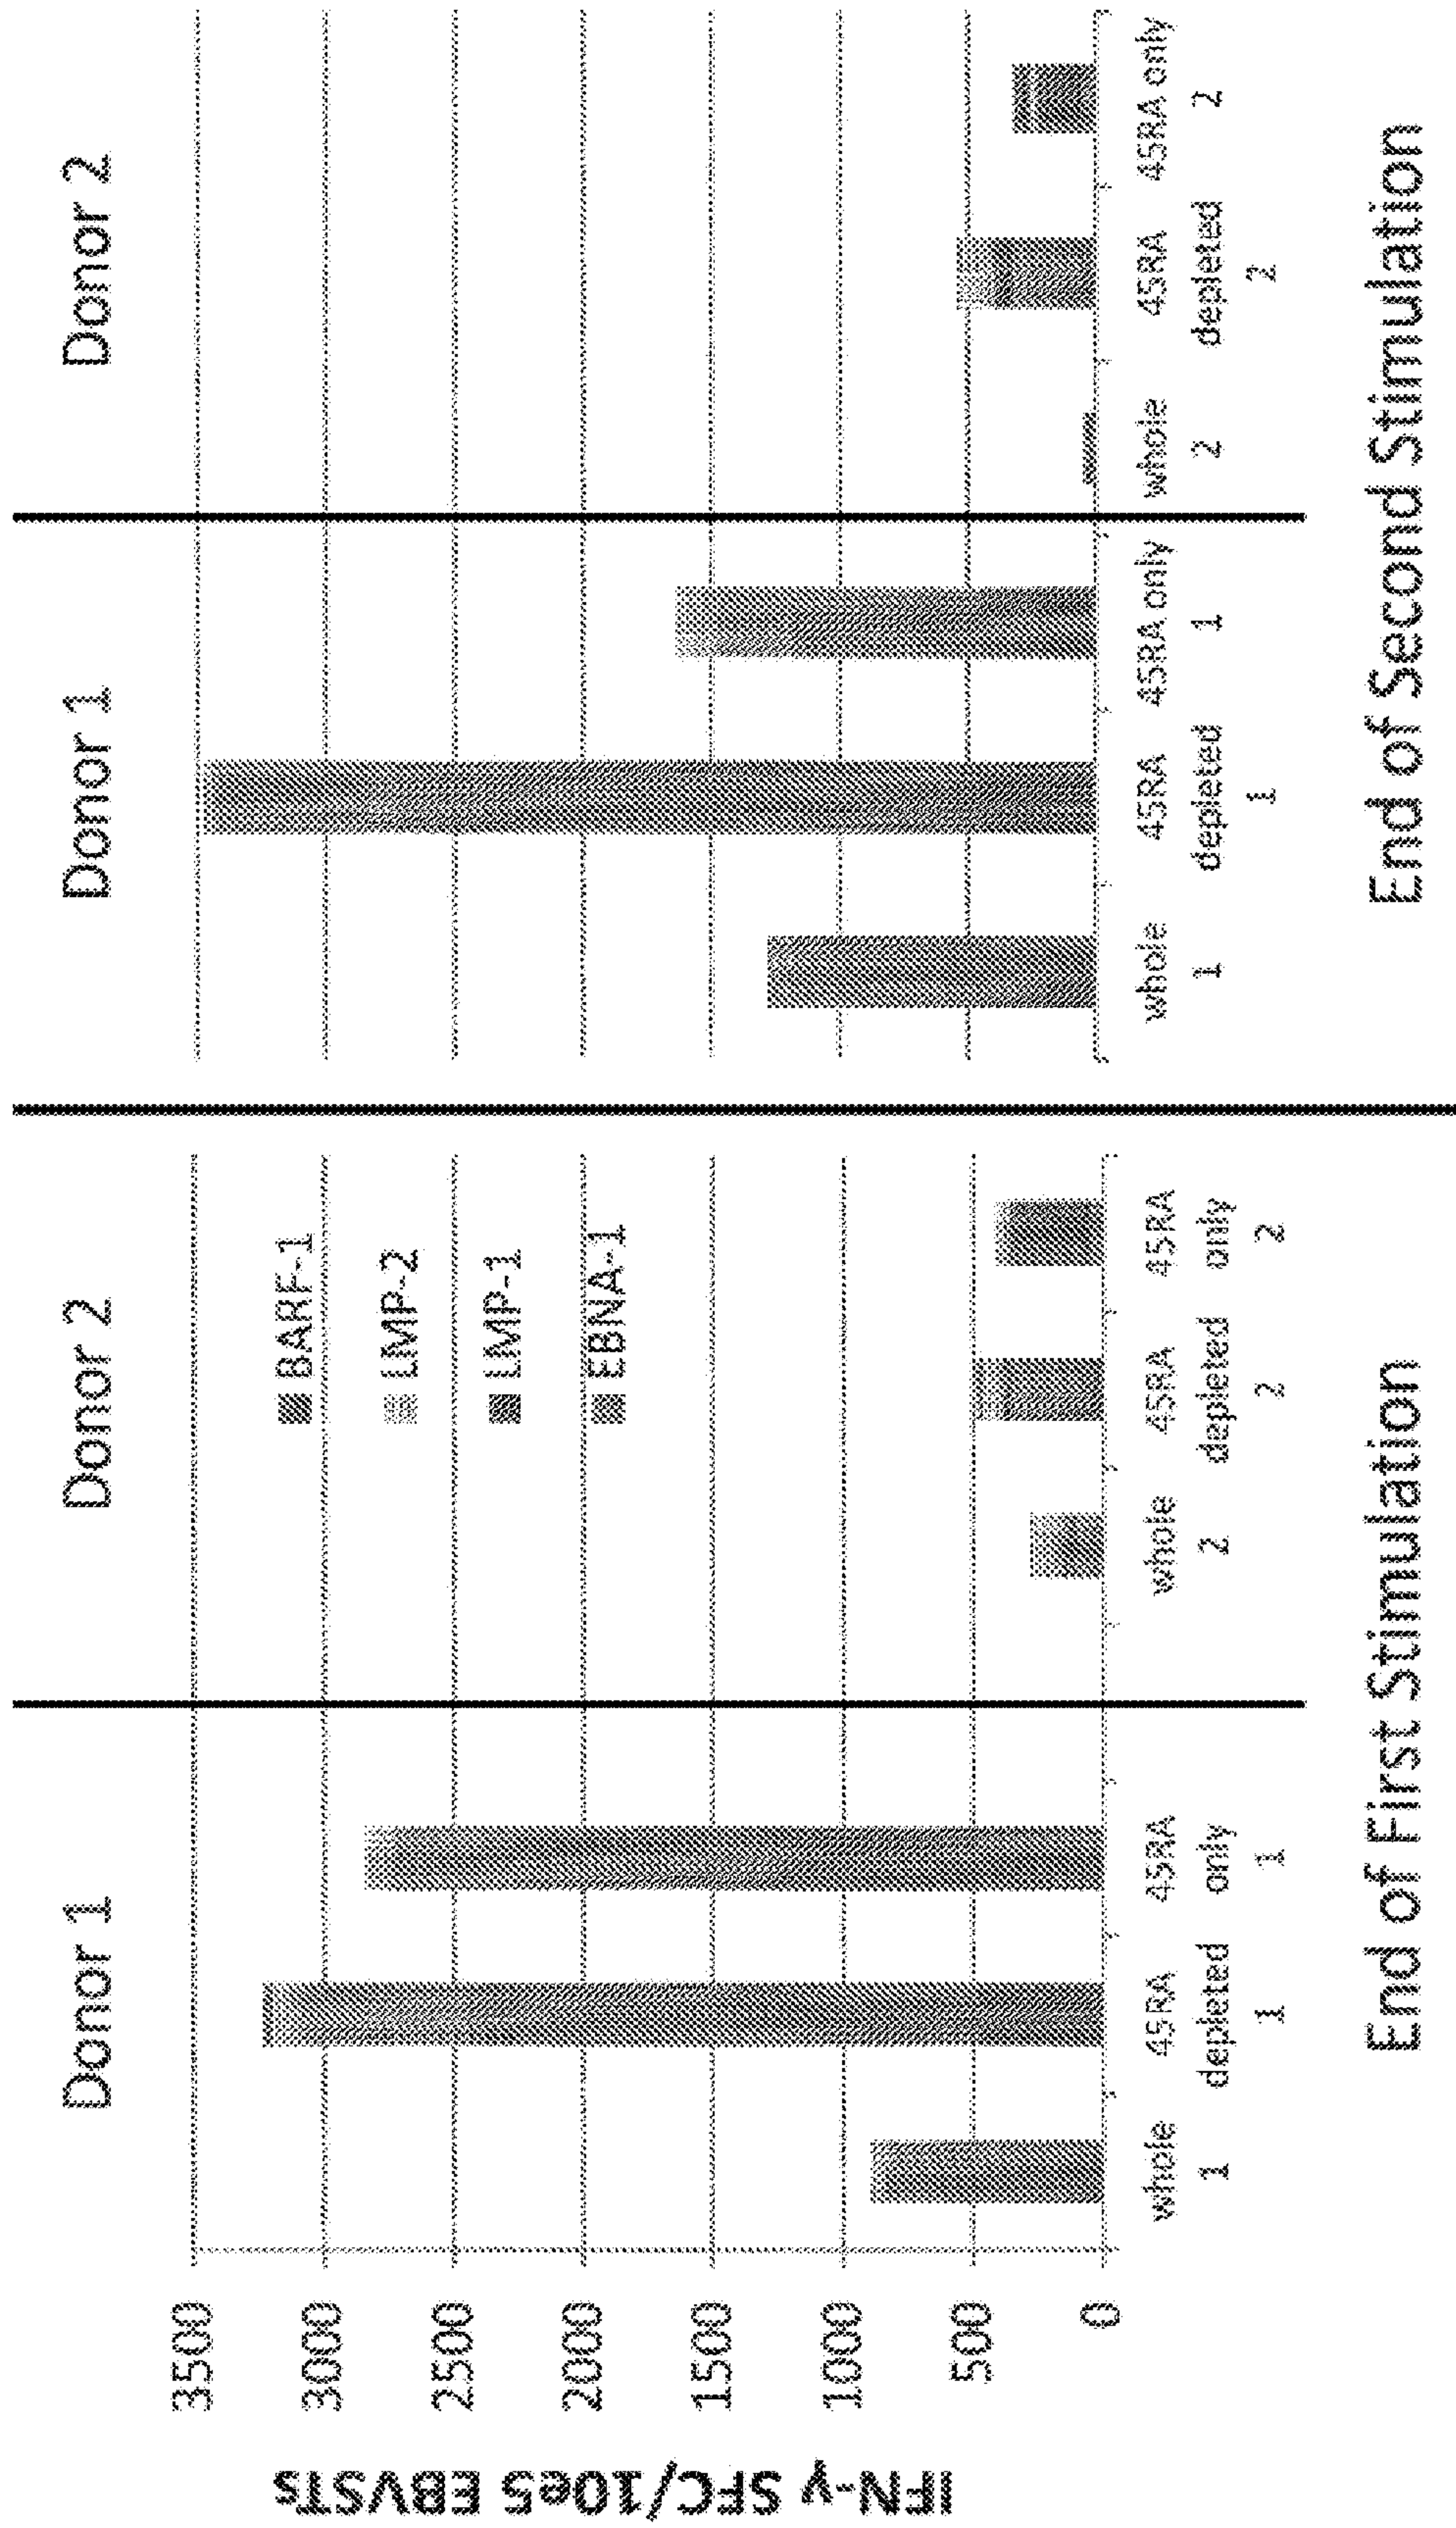 Donor 1
Donor 2
Donor 1
Donor 2
IFN-γ SFC/10e5 EBVSTs
3500
3000
2500
2000
1500
1000
500
0
BARF-1
LMP-2
LMP-1
EBNA-1
whole
1
45RA
depleted
1
45RA
only
1
whole
2
45RA
depleted
2
45RA
only
2
whole
1
45RA
depleted
1
45RA only
1
whole
2
45RA
depleted
2
45RA only
2
End of First Stimulation
End of Second Stimulation